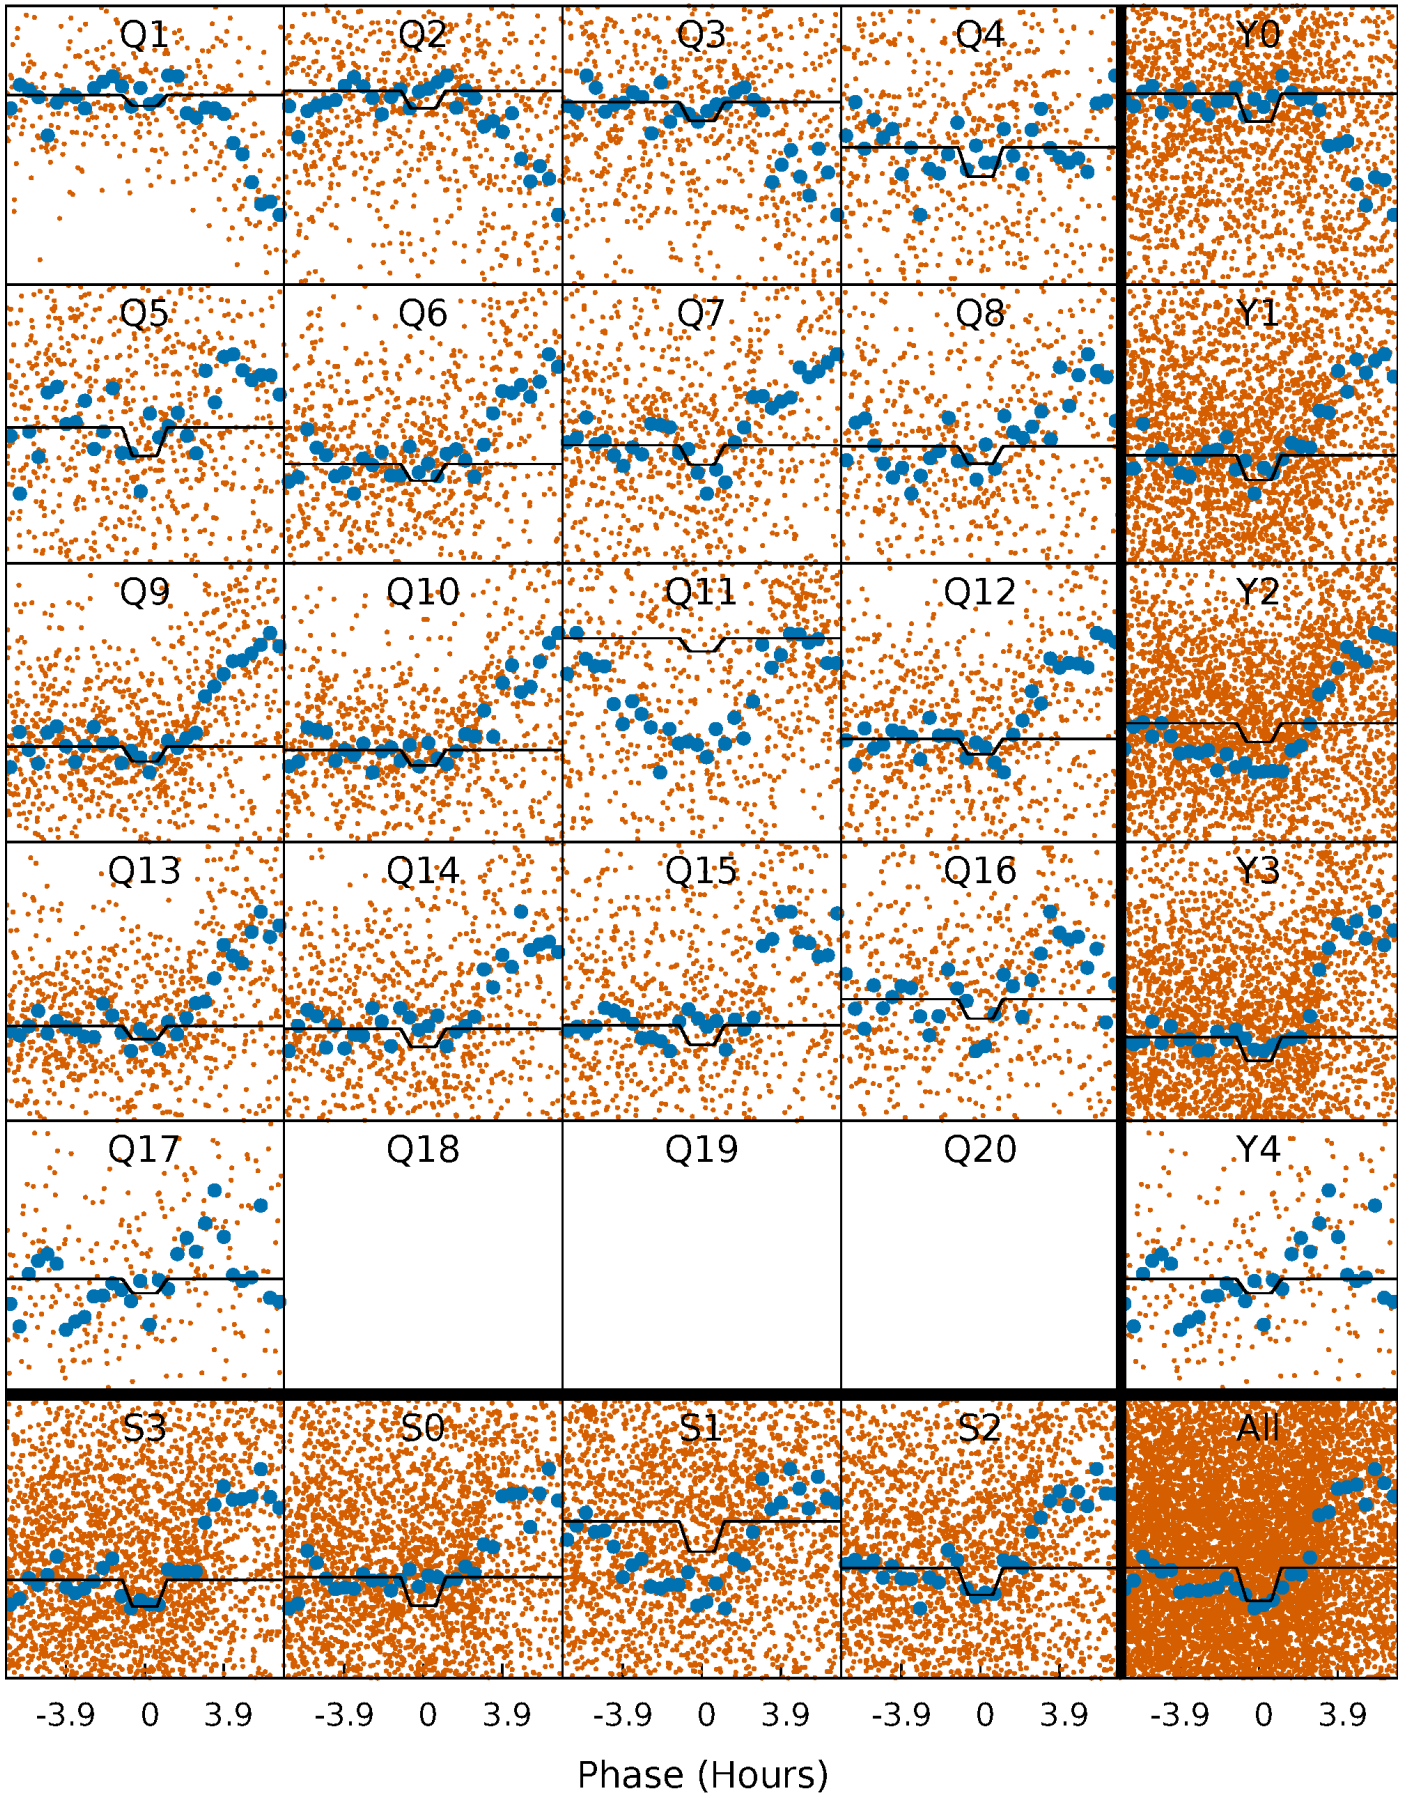 Q1 Q2 Q3 Q4 Y0
Q5 Q6 Q7 Q8 Y1
Q9 Q10 Q11 Q12 Y2
Q13 Q14 Q15 Q16 Y3
Q17 Q18 Q19 Q20 Y4
S3 S0 S1 S2 All
-3.9 0 3.9 -3.9 0 3.9 -3.9 0 3.9 -3.9 0 3.9 -3.9 0 3.9
Phase (Hours)